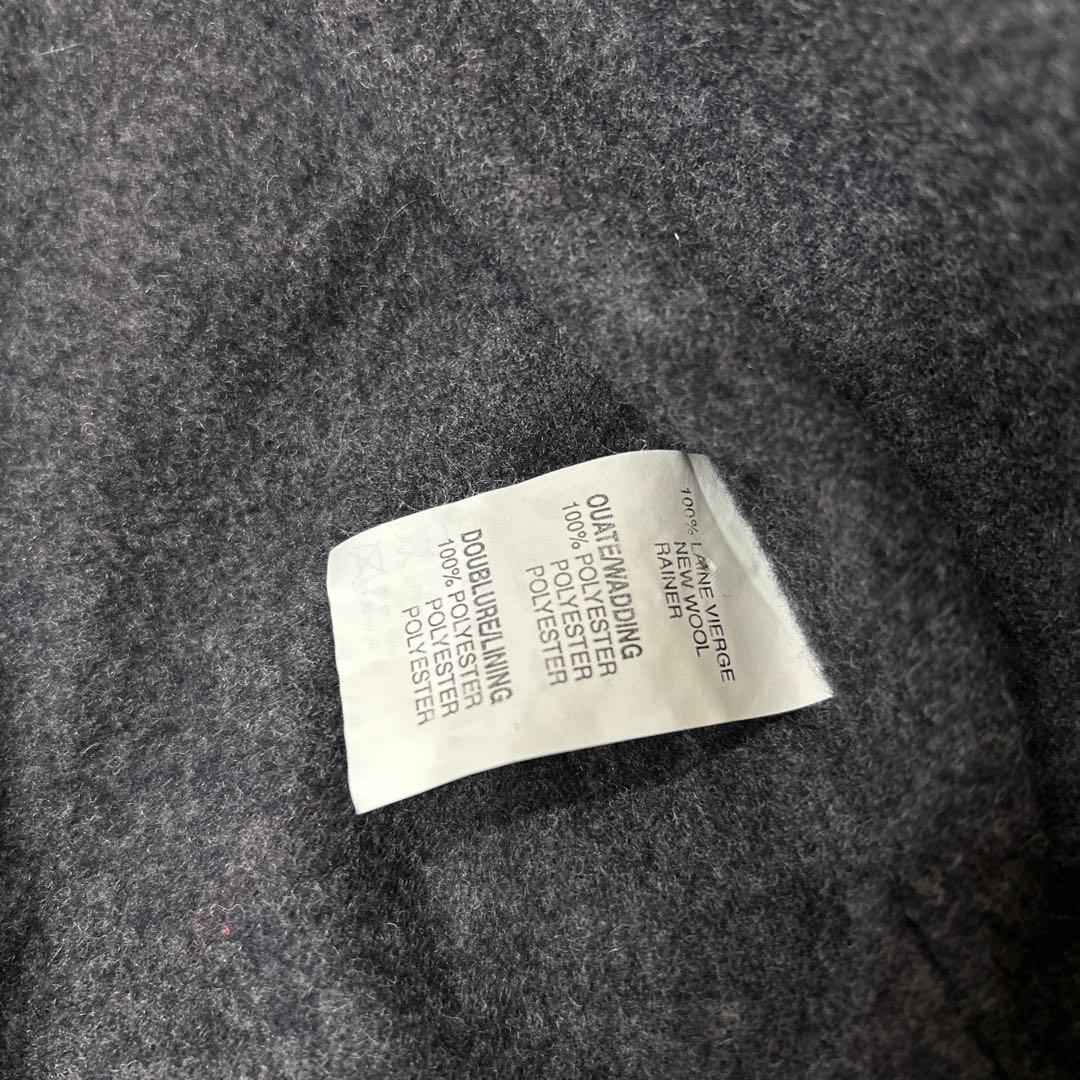 100% LAINE VIERGE
NEW WOOL
RAINER
OUATE/WADDING
100% POLYESTER
POLYESTER
POLYESTER
DOUBLURE/LINING
100% POLYESTER
POLYESTER
POLYESTER